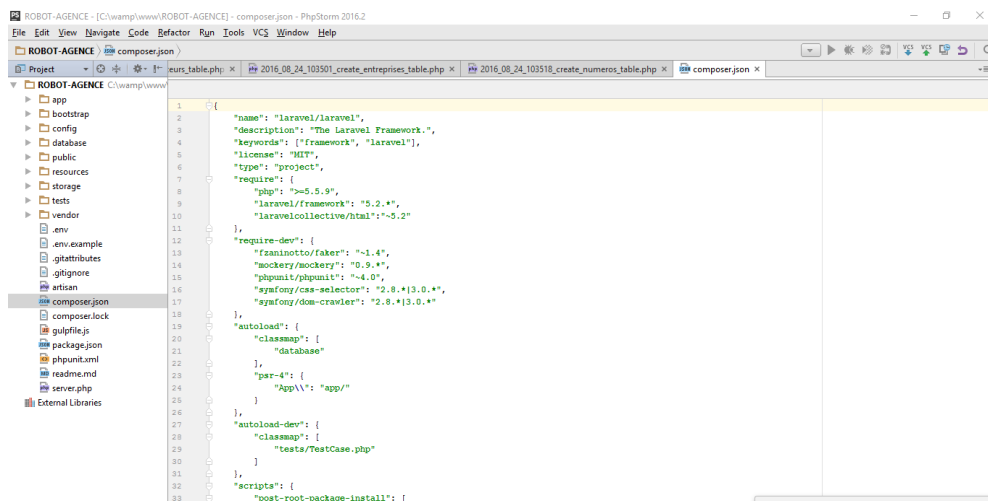 ROBOT-AGENCE - [C:\wamp\www\ROBOT-AGENCE] - composer.json - PhpStorm 2016.2
File Edit View Navigate Code Refactor Run Tools VCS Window Help
ROBOT-AGENCE composer.json
VCS VCS
Project
eurs_table.php 2016_08_24_103501_create_entreprises_table.php 2016_08_24_103518_create_numeros_table.php composer.json
ROBOT-AGENCE C:\wamp\www
app
bootstrap
config
database
public
resources
storage
tests
vendor
.env
.env.example
.gitattributes
.gitignore
artisan
composer.json
composer.lock
gulpfile.js
package.json
phpunit.xml
readme.md
server.php
External Libraries
1 {
2 "name": "laravel/laravel",
3 "description": "The Laravel Framework.",
4 "keywords": ["framework", "laravel"],
5 "license": "MIT",
6 "type": "project",
7 "require": {
8 "php": ">=5.5.9",
9 "laravel/framework": "5.2.*",
10 "laravelcollective/html":"~5.2"
11 },
12 "require-dev": {
13 "fzaninotto/faker": "~1.4",
14 "mockery/mockery": "0.9.*",
15 "phpunit/phpunit": "~4.0",
16 "symfony/css-selector": "2.8.*|3.0.*",
17 "symfony/dom-crawler": "2.8.*|3.0.*"
18 },
19 "autoload": {
20 "classmap": [
21 "database"
22 ],
23 "psr-4": {
24 "App\\": "app/"
25 }
26 },
27 "autoload-dev": {
28 "classmap": [
29 "tests/TestCase.php"
30 ]
31 },
32 "scripts": {
33 "post-root-package-install": [